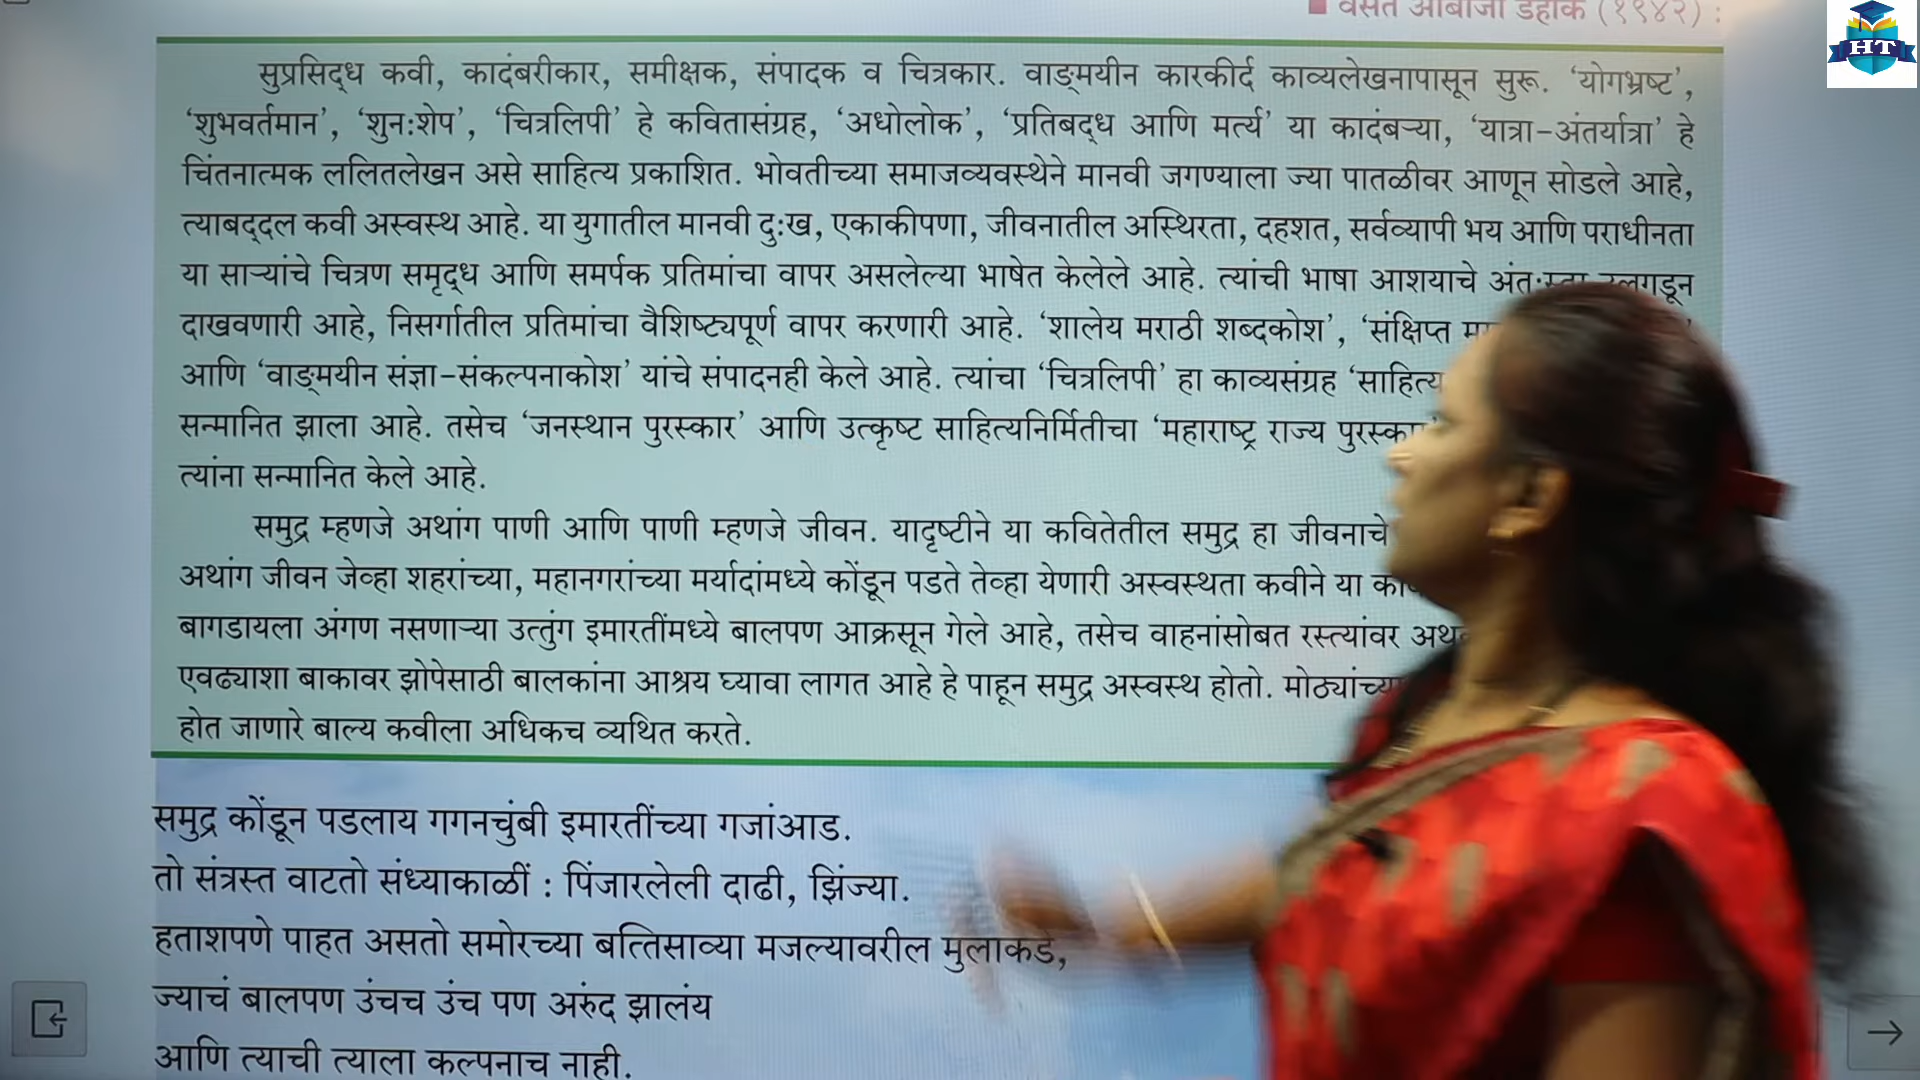 वसंत आबाजी डहाके (१९४२) :
HT
सुप्रसिद्ध कवी, कादंबरीकार, समीक्षक, संपादक व चित्रकार. वाङ्मयीन कारकीर्द काव्यलेखनापासून सुरू. ‘योगभ्रष्ट’,
‘शुभवर्तमान’, ‘शुनःशेप’, ‘चित्रलिपी’ हे कवितासंग्रह, ‘अधोलोक’, ‘प्रतिबद्ध आणि मर्त्य’ या कादंबऱ्या, ‘यात्रा-अंतर्यात्रा’ हे
चिंतनात्मक ललितलेखन असे साहित्य प्रकाशित. भोवतीच्या समाजव्यवस्थेने मानवी जगण्याला ज्या पातळीवर आणून सोडले आहे,
त्याबद्दल कवी अस्वस्थ आहे. या युगातील मानवी दुःख, एकाकीपणा, जीवनातील अस्थिरता, दहशत, सर्वव्यापी भय आणि पराधीनता
या साऱ्यांचे चित्रण समृद्ध आणि समर्पक प्रतिमांचा वापर असलेल्या भाषेत केलेले आहे. त्यांची भाषा आशयाचे
दाखवणारी आहे, निसर्गातील प्रतिमांचा वैशिष्ट्यपूर्ण वापर करणारी आहे. ‘शालेय मराठी शब्दकोश’, ‘संक्षिप्त
आणि ‘वाङ्मयीन संज्ञा-संकल्पनाकोश’ यांचे संपादनही केले आहे. त्यांचा ‘चित्रलिपी’ हा काव्यसंग्रह ‘साहित्य
सन्मानित झाला आहे. तसेच ‘जनस्थान पुरस्कार’ आणि उत्कृष्ट साहित्यनिर्मितीचा ‘महाराष्ट्र राज्य
त्यांना सन्मानित केले आहे.
समुद्र म्हणजे अथांग पाणी आणि पाणी म्हणजे जीवन. यादृष्टीने या कवितेतील समुद्र हा जीवनाचे
अथांग जीवन जेव्हा शहरांच्या, महानगरांच्या मर्यादांमध्ये कोंडून पडते तेव्हा येणारी अस्वस्थता कवीने या
बागडायला अंगण नसणाऱ्या उत्तुंग इमारतींमध्ये बालपण आक्रसून गेले आहे, तसेच वाहनांसोबत रस्त्यांवर
एवढ्याशा बाकावर झोपेसाठी बालकांना आश्रय घ्यावा लागत आहे हे पाहून समुद्र अस्वस्थ होतो. मोठ्यांच्या
होत जाणारे बाल्य कवीला अधिकच व्यथित करते.
समुद्र कोंडून पडलाय गगनचुंबी इमारतींच्या गजांआड.
तो संत्रस्त वाटतो संध्याकाळीं : पिंजारलेली दाढी, झिंज्या.
हताशपणे पाहत असतो समोरच्या बत्तिसाव्या मजल्यावरील मुलाकडे,
ज्याचं बालपण उंचच उंच पण अरुंद झालंय
आणि त्याची त्याला कल्पनाच नाही.